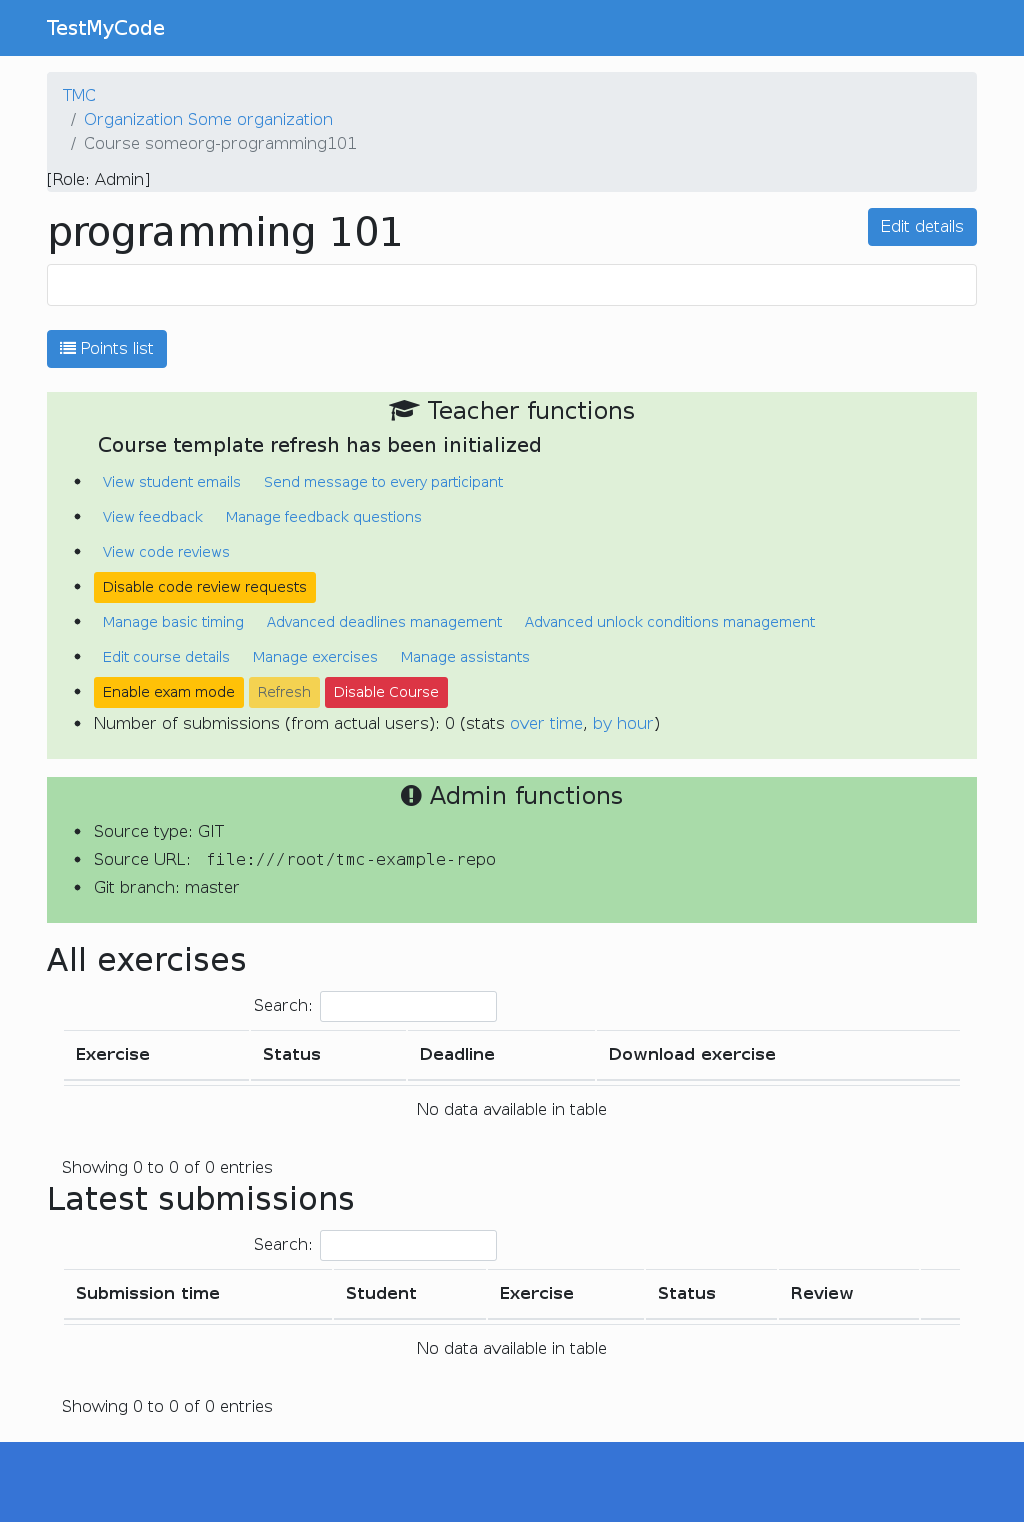 TestMyCode
TMC
/ Organization Some organization
/ Course someorg-programming101
[Role: Admin]
programming 101
Edit details
Points list
Teacher functions
Course template refresh has been initialized
• View student emails Send message to every participant
• View feedback Manage feedback questions
• View code reviews
• Disable code review requests
• Manage basic timing Advanced deadlines management Advanced unlock conditions management
• Edit course details Manage exercises Manage assistants
• Enable exam mode Refresh Disable Course
• Number of submissions (from actual users): 0 (stats over time, by hour)
Admin functions
• Source type: GIT
• Source URL: file:///root/tmc-example-repo
• Git branch: master
All exercises
Search:
Exercise Status Deadline Download exercise
No data available in table
Showing 0 to 0 of 0 entries
Latest submissions
Search:
Submission time Student Exercise Status Review
No data available in table
Showing 0 to 0 of 0 entries